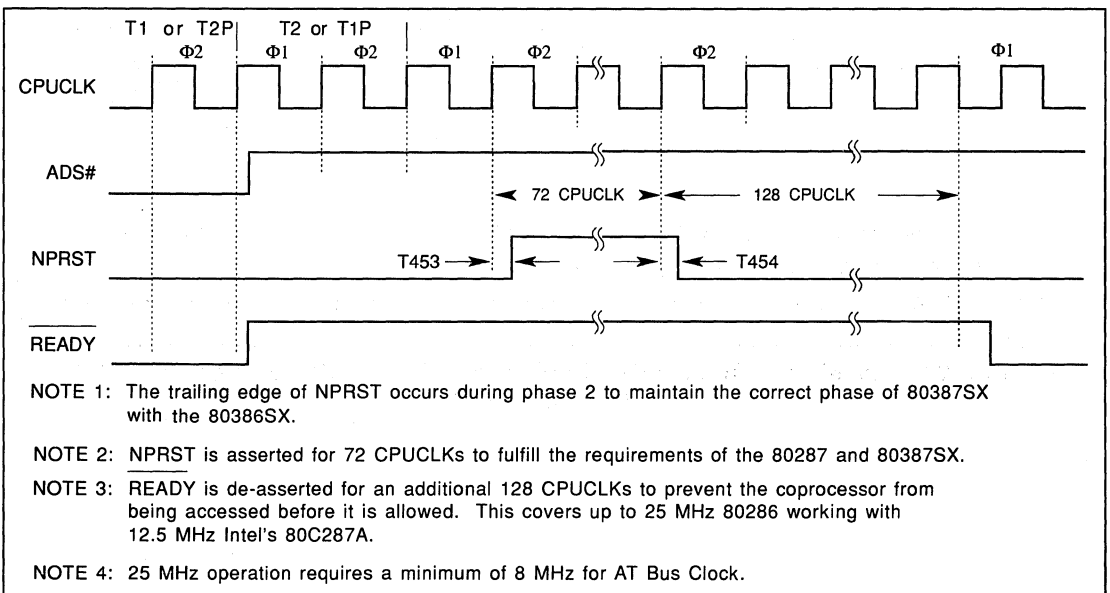 T1 or T2P T2 or T1P
Φ2 Φ1 Φ2 Φ1 Φ2 Φ2 Φ1
CPUCLK
ADS#
72 CPUCLK 128 CPUCLK
NPRST
T453 T454
READY
NOTE 1: The trailing edge of NPRST occurs during phase 2 to maintain the correct phase of 80387SX
with the 80386SX.
NOTE 2: NPRST is asserted for 72 CPUCLKs to fulfill the requirements of the 80287 and 80387SX.
NOTE 3: READY is de-asserted for an additional 128 CPUCLKs to prevent the coprocessor from
being accessed before it is allowed. This covers up to 25 MHz 80286 working with
12.5 MHz Intel's 80C287A.
NOTE 4: 25 MHz operation requires a minimum of 8 MHz for AT Bus Clock.